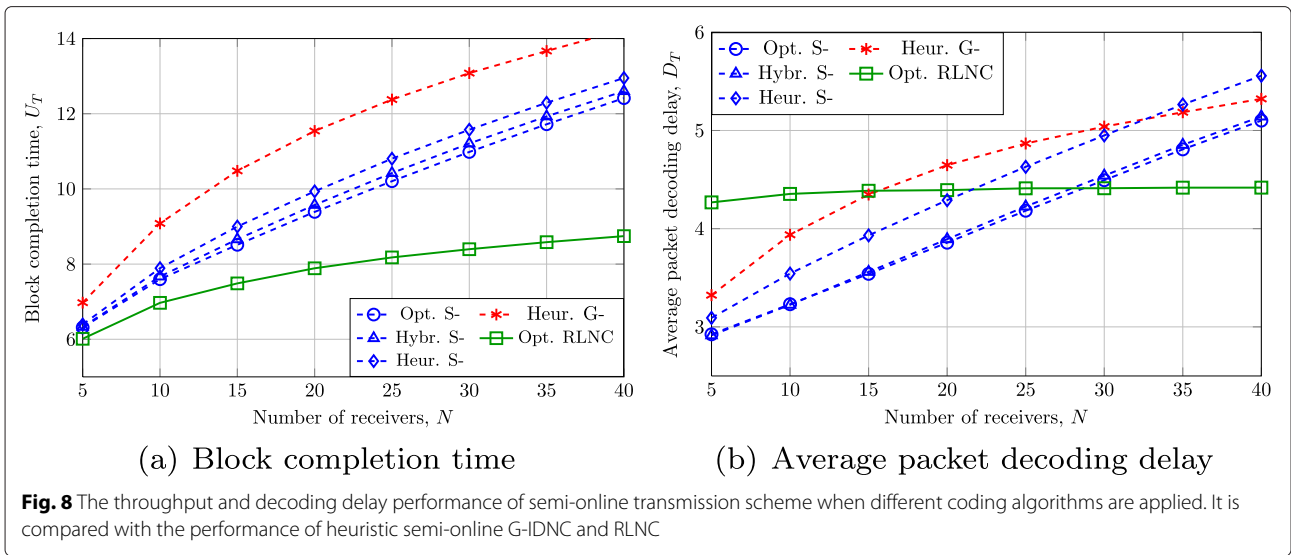 14
12
10
8
6
5 10 15 20 25 30 35 40
Block completion time, U_T
Number of receivers, N
Opt. S-
Hybr. S-
Heur. S-
Heur. G-
Opt. RLNC
(a) Block completion time
6
5
4
3
5 10 15 20 25 30 35 40
Average packet decoding delay, D_T
Number of receivers, N
Opt. S-
Hybr. S-
Heur. S-
Heur. G-
Opt. RLNC
(b) Average packet decoding delay
Fig. 8 The throughput and decoding delay performance of semi-online transmission scheme when different coding algorithms are applied. It is
compared with the performance of heuristic semi-online G-IDNC and RLNC